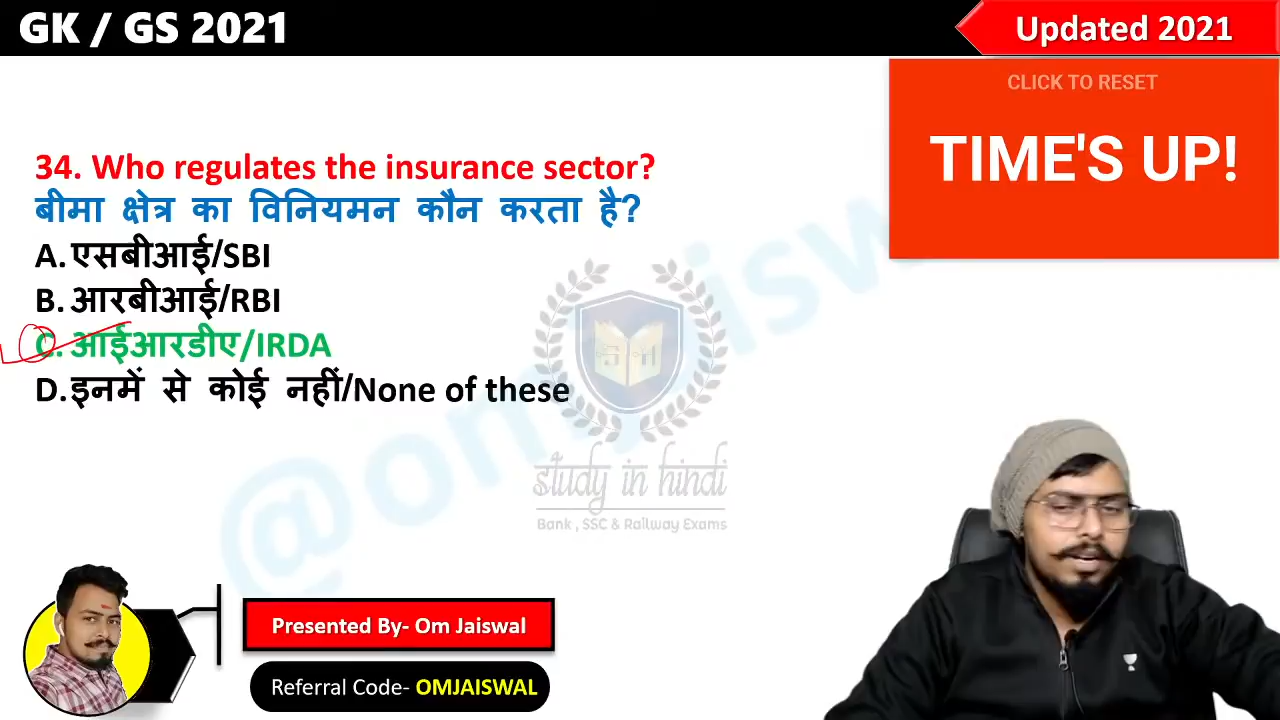 GK / GS 2021
Updated 2021
CLICK TO RESET
TIME'S UP!
34. Who regulates the insurance sector?
बीमा क्षेत्र का विनियमन कौन करता है?
A. एसबीआई/SBI
B. आरबीआई/RBI
C. आईआरडीए/IRDA
D. इनमें से कोई नहीं/None of these
@omjaisw
study in hindi
Bank , SSC & Railway Exams
Presented By- Om Jaiswal
Referral Code- OMJAISWAL